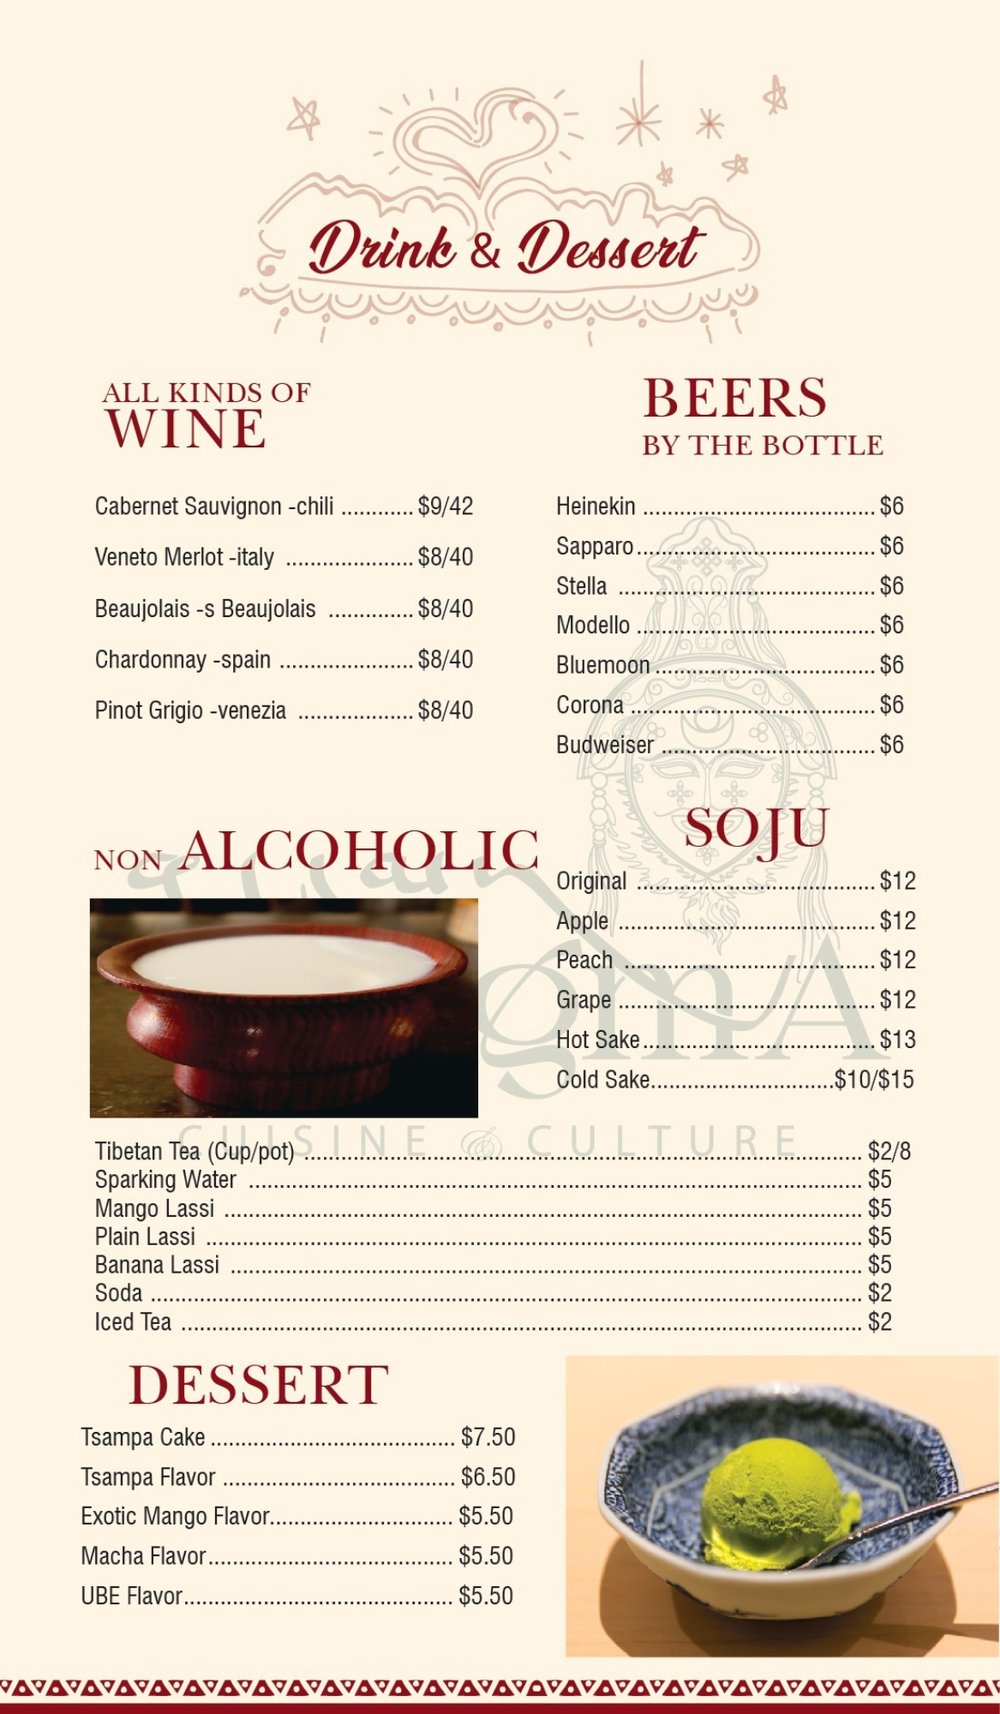 Drink & Dessert
ALL KINDS OF
WINE
Cabernet Sauvignon -chili ............ $9/42
Veneto Merlot -italy ..................... $8/40
Beaujolais -s Beaujolais .............. $8/40
Chardonnay -spain ...................... $8/40
Pinot Grigio -venezia ................... $8/40
BEERS
BY THE BOTTLE
Heinekin ....................................... $6
Sapparo........................................ $6
Stella ........................................... $6
Modello ........................................ $6
Bluemoon..................................... $6
Corona ......................................... $6
Budweiser .................................... $6
NON ALCOHOLIC
SOJU
Original ........................................ $12
Apple ........................................... $12
Peach .......................................... $12
Grape ........................................... $12
Hot Sake....................................... $13
Cold Sake..............................$10/$15
CUISINE & CULTURE
Tibetan Tea (Cup/pot) ............................................................................................. $2/8
Sparking Water ...................................................................................................... $5
Mango Lassi .......................................................................................................... $5
Plain Lassi ............................................................................................................. $5
Banana Lassi ......................................................................................................... $5
Soda ...................................................................................................................... $2
Iced Tea ................................................................................................................. $2
DESSERT
Tsampa Cake ......................................... $7.50
Tsampa Flavor ....................................... $6.50
Exotic Mango Flavor............................... $5.50
Macha Flavor......................................... $5.50
UBE Flavor............................................. $5.50